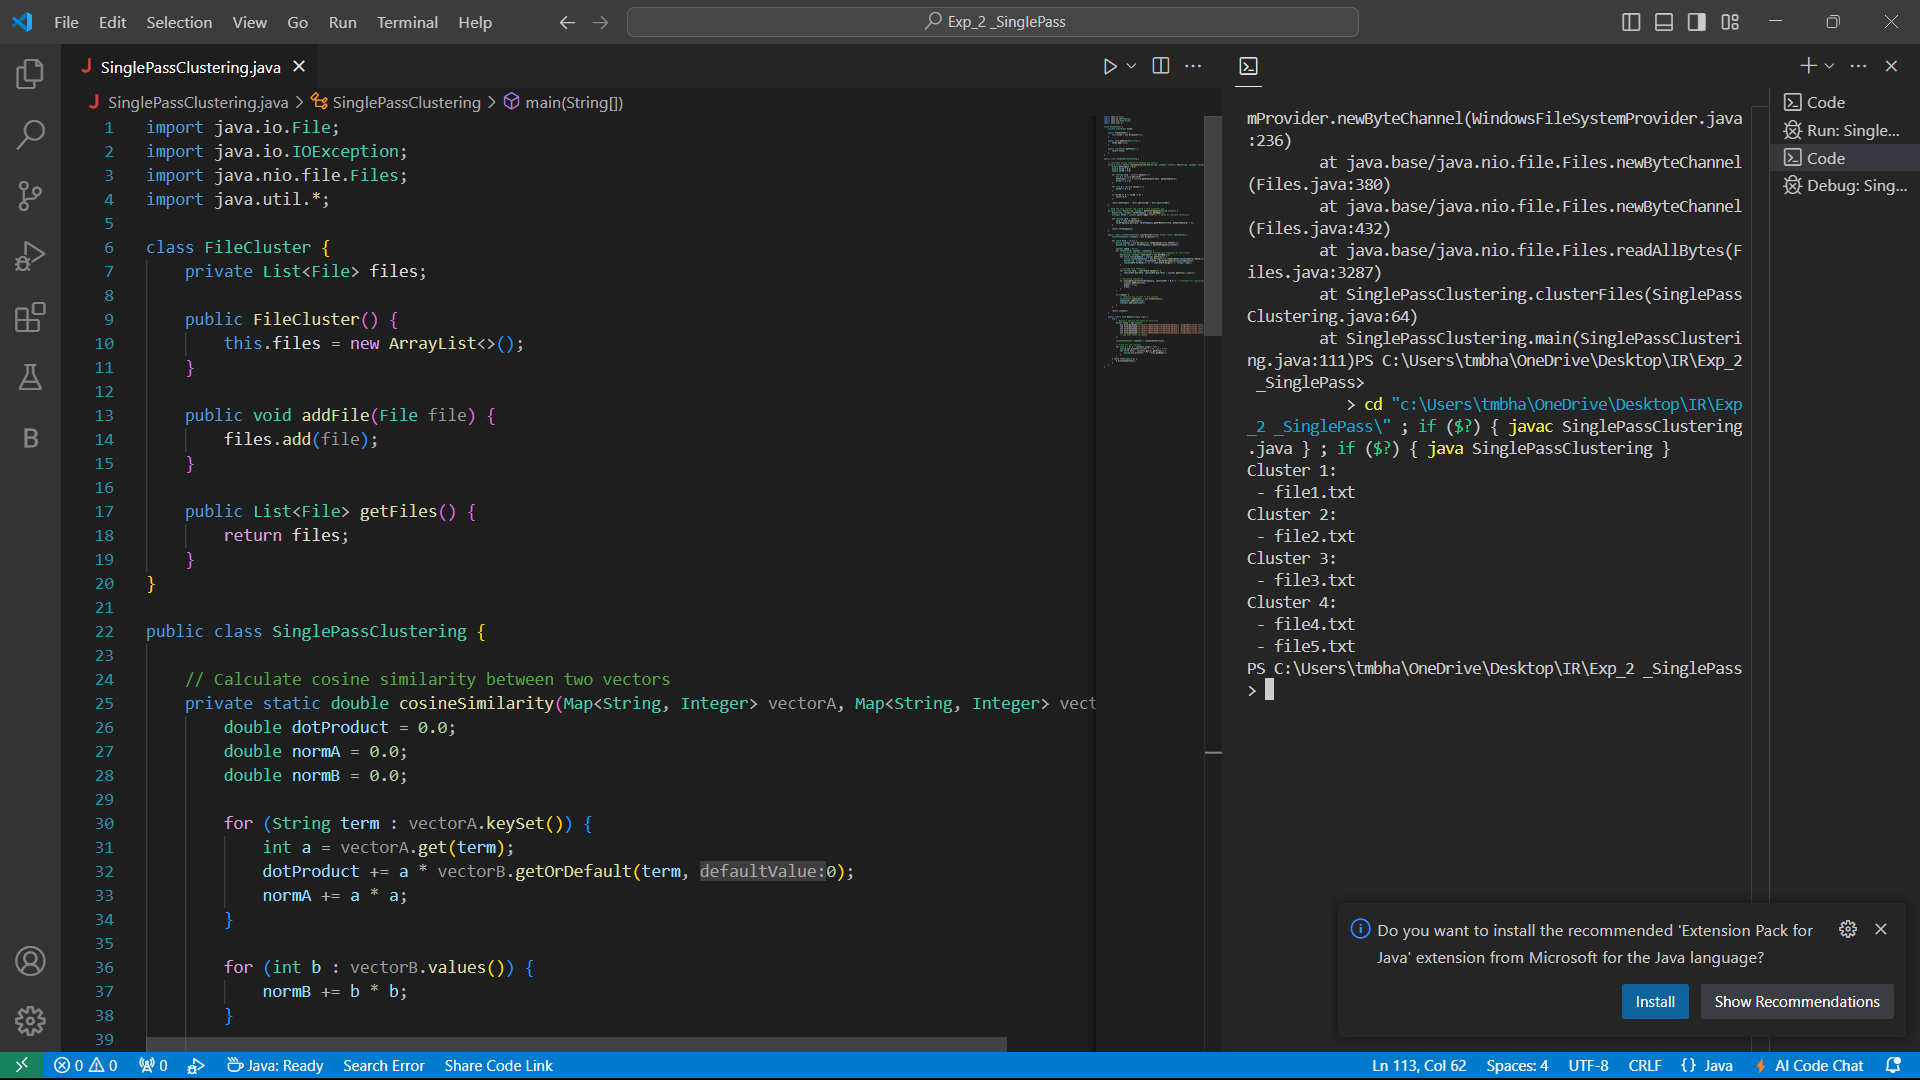 File Edit Selection View Go Run Terminal Help
Exp_2 _SinglePass
J SinglePassClustering.java
J SinglePassClustering.java > SinglePassClustering > main(String[])
1 import java.io.File;
2 import java.io.IOException;
3 import java.nio.file.Files;
4 import java.util.*;
5
6 class FileCluster {
7     private List<File> files;
8
9     public FileCluster() {
10         this.files = new ArrayList<>();
11     }
12
13     public void addFile(File file) {
14         files.add(file);
15     }
16
17     public List<File> getFiles() {
18         return files;
19     }
20 }
21
22 public class SinglePassClustering {
23
24     // Calculate cosine similarity between two vectors
25     private static double cosineSimilarity(Map<String, Integer> vectorA, Map<String, Integer> vect
26         double dotProduct = 0.0;
27         double normA = 0.0;
28         double normB = 0.0;
29
30         for (String term : vectorA.keySet()) {
31             int a = vectorA.get(term);
32             dotProduct += a * vectorB.getOrDefault(term, defaultValue:0);
33             normA += a * a;
34         }
35
36         for (int b : vectorB.values()) {
37             normB += b * b;
38         }
39
mProvider.newByteChannel(WindowsFileSystemProvider.java
:236)
        at java.base/java.nio.file.Files.newByteChannel
(Files.java:380)
        at java.base/java.nio.file.Files.newByteChannel
(Files.java:432)
        at java.base/java.nio.file.Files.readAllBytes(F
iles.java:3287)
        at SinglePassClustering.clusterFiles(SinglePass
Clustering.java:64)
        at SinglePassClustering.main(SinglePassClusteri
ng.java:111)PS C:\Users\tmbha\OneDrive\Desktop\IR\Exp_2
 _SinglePass>
           > cd "c:\Users\tmbha\OneDrive\Desktop\IR\Exp
_2 _SinglePass\" ; if ($?) { javac SinglePassClustering
.java } ; if ($?) { java SinglePassClustering }
Cluster 1:
 - file1.txt
Cluster 2:
 - file2.txt
Cluster 3:
 - file3.txt
Cluster 4:
 - file4.txt
 - file5.txt
PS C:\Users\tmbha\OneDrive\Desktop\IR\Exp_2 _SinglePass
>
Code
Run: Single...
Code
Debug: Sing...
Do you want to install the recommended 'Extension Pack for
Java' extension from Microsoft for the Java language?
Install
Show Recommendations
B
0 0 0 Java: Ready Search Error Share Code Link Ln 113, Col 62 Spaces: 4 UTF-8 CRLF {} Java AI Code Chat